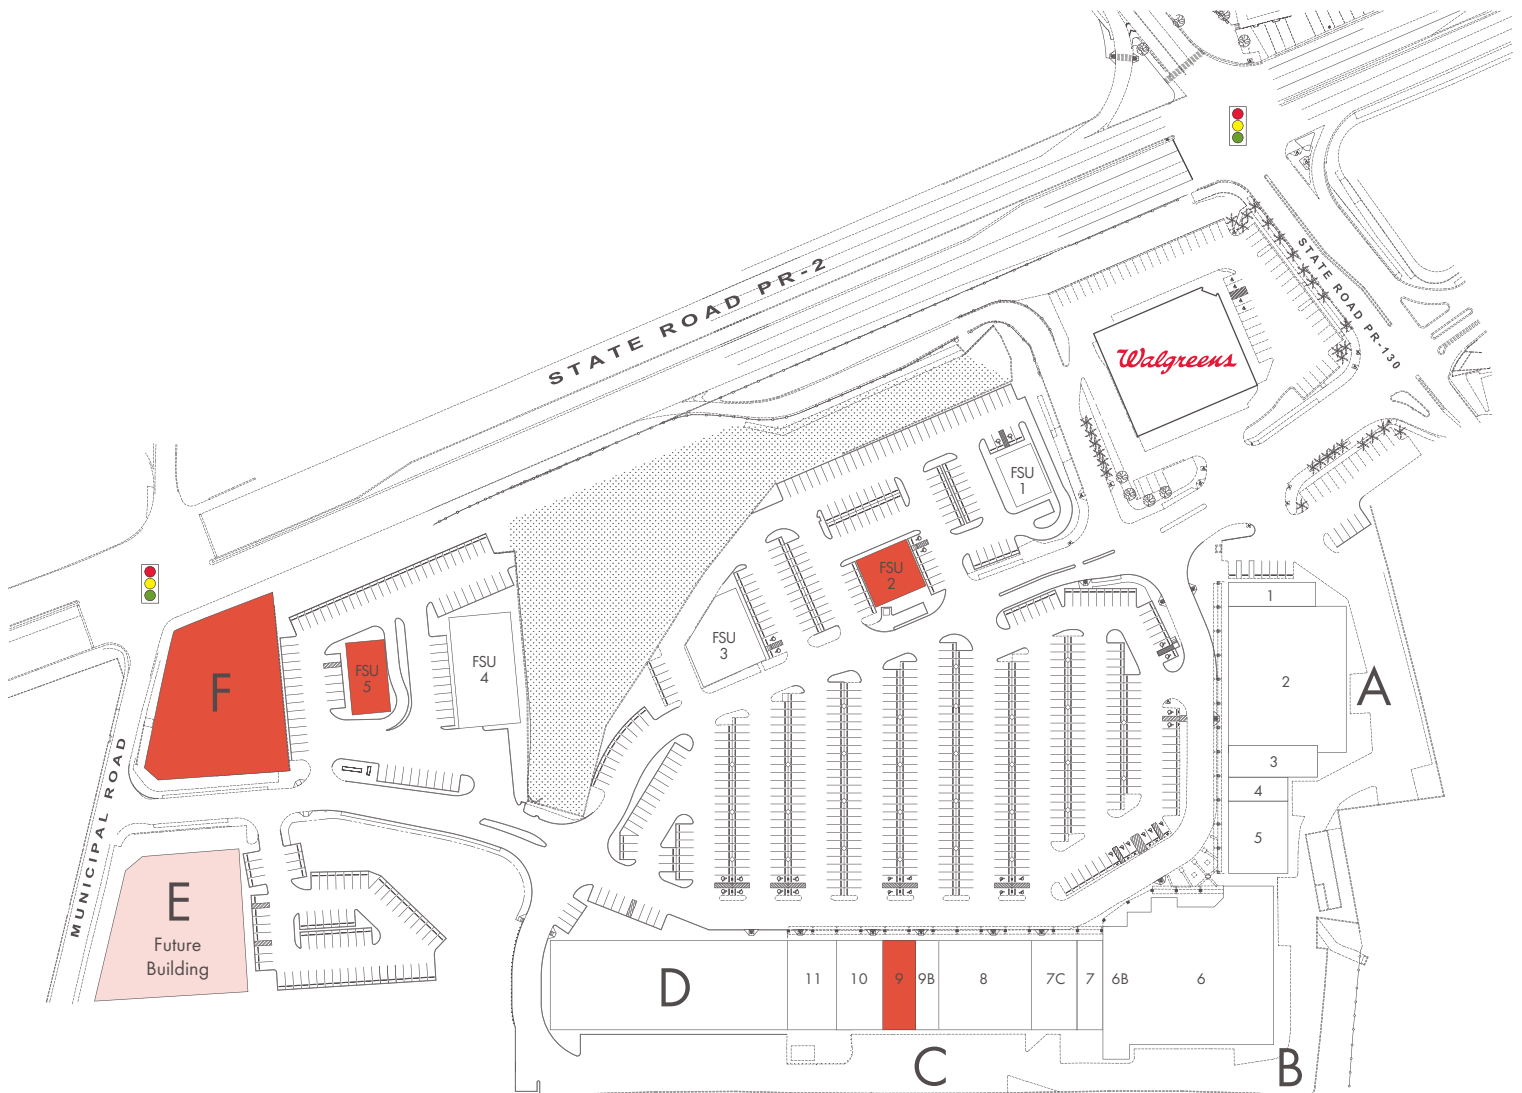 STATE ROAD PR-2
STATE ROAD PR-130
Walgreens
FSU
1
FSU
2
FSU
3
FSU
4
FSU
5
F
MUNICIPAL ROAD
E
Future
Building
1
2
A
3
4
5
D
11
10
9
9B
8
7C
7
6B
6
C
B